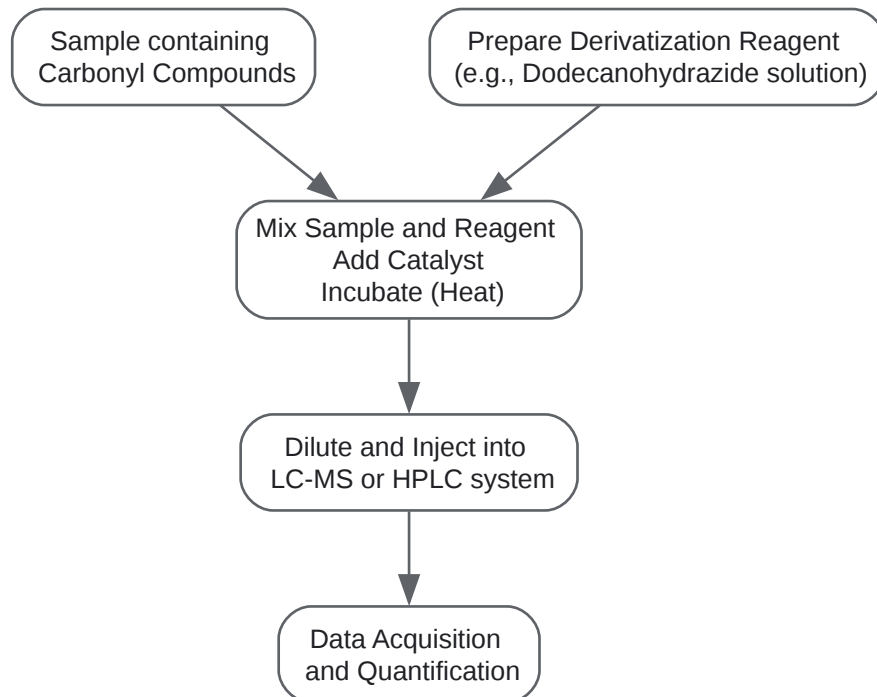 Sample containing
Carbonyl Compounds
Prepare Derivatization Reagent
(e.g., Dodecanohydrazide solution)
Mix Sample and Reagent
Add Catalyst
Incubate (Heat)
Dilute and Inject into
LC-MS or HPLC system
Data Acquisition
and Quantification